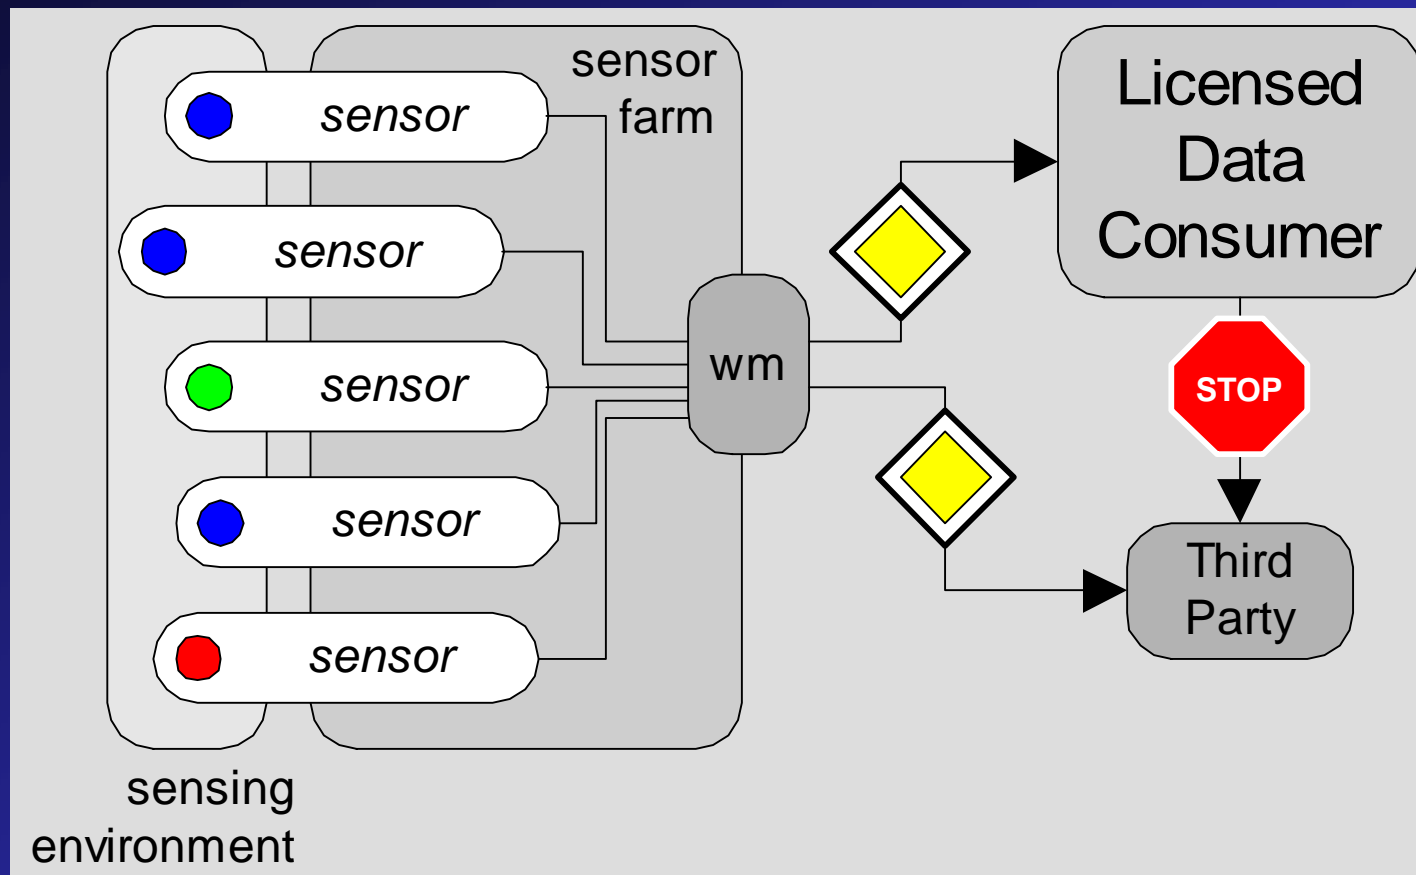 sensor
farm
sensor
sensor
sensor
sensor
sensor
wm
Licensed
Data
Consumer
STOP
Third
Party
sensing
environment